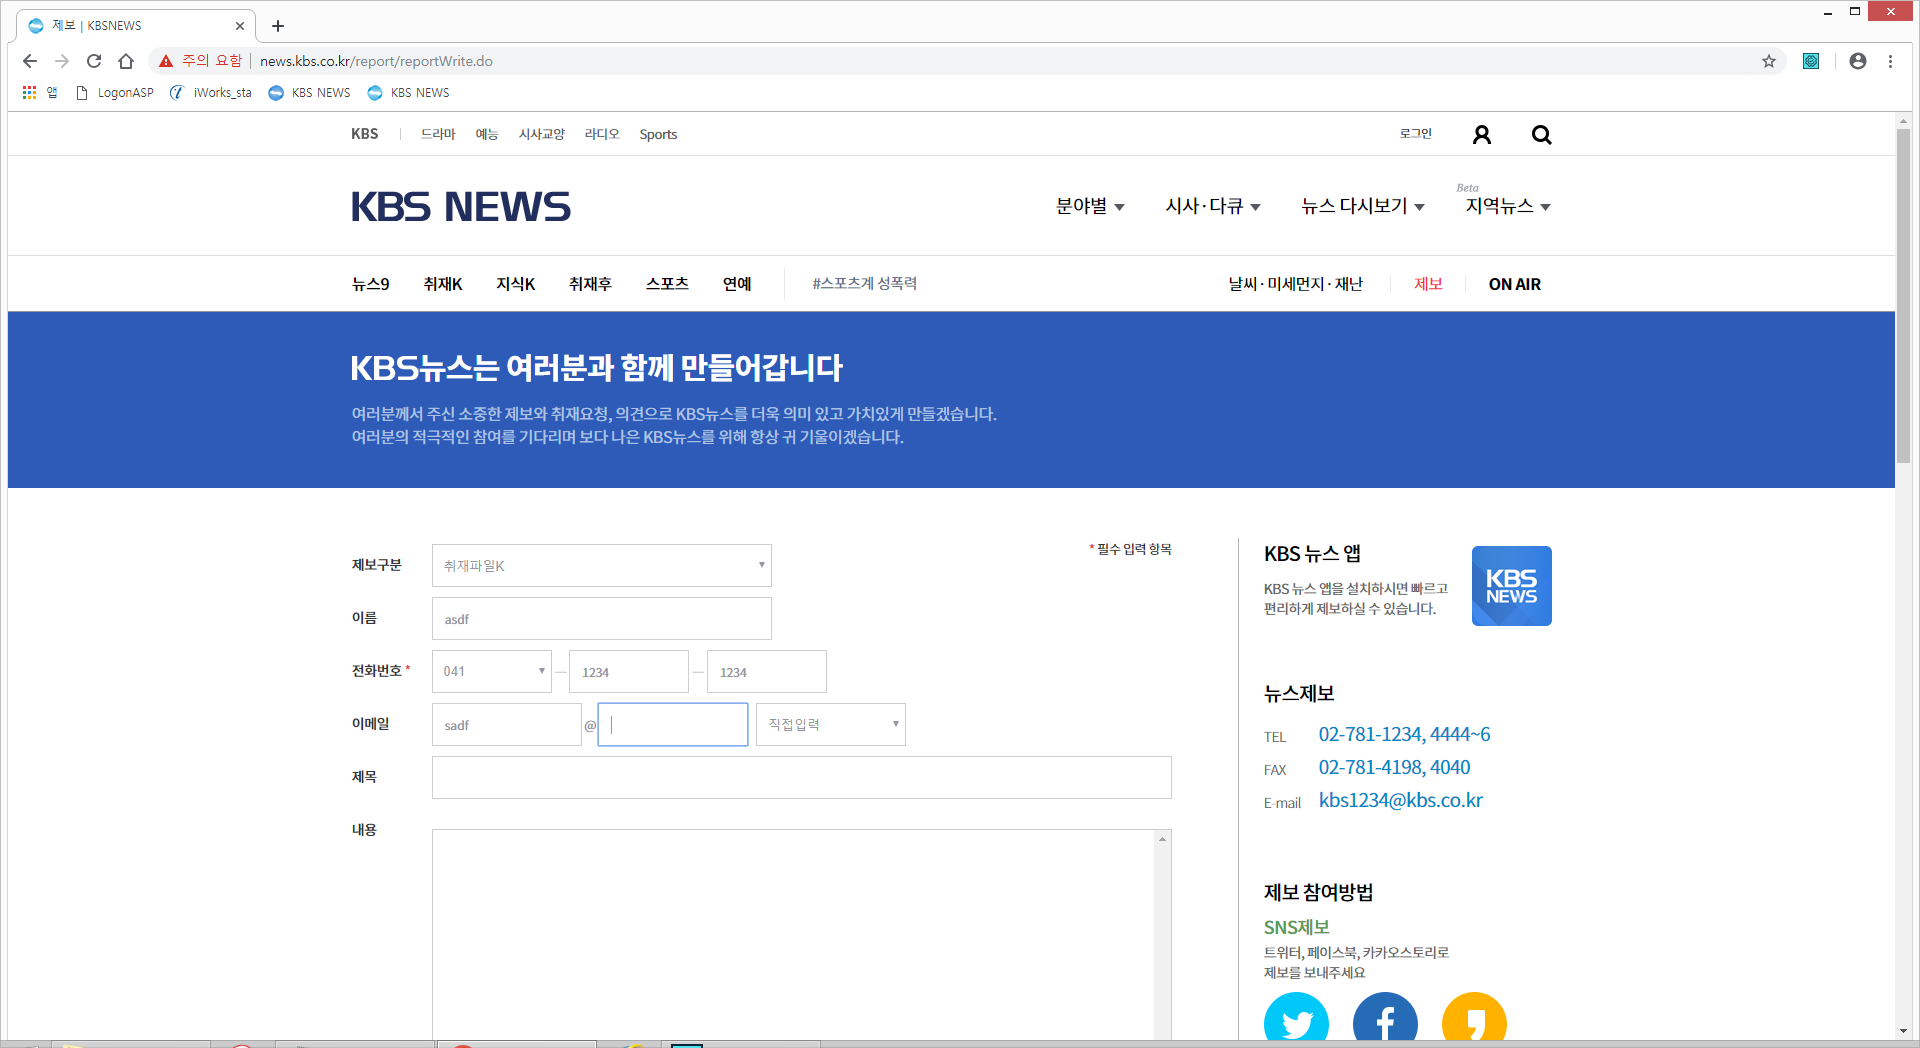 제보 | KBSNEWS
주의 요함 | news.kbs.co.kr/report/reportWrite.do
앱 LogonASP iWorks_sta KBS NEWS KBS NEWS
KBS 드라마 예능 시사교양 라디오 Sports 로그인
Beta
KBS NEWS 분야별 시사·다큐 뉴스 다시보기 지역뉴스
뉴스9 취재K 지식K 취재후 스포츠 연예 #스포츠계 성폭력 날씨·미세먼지·재난 제보 ON AIR
KBS뉴스는 여러분과 함께 만들어갑니다
여러분께서 주신 소중한 제보와 취재요청, 의견으로 KBS뉴스를 더욱 의미 있고 가치있게 만들겠습니다.
여러분의 적극적인 참여를 기다리며 보다 나은 KBS뉴스를 위해 항상 귀 기울이겠습니다.
* 필수 입력 항목
제보구분 취재파일K
이름 asdf
전화번호 * 041 — 1234 — 1234
이메일 sadf @ 직접입력
제목
내용
KBS 뉴스 앱
KBS 뉴스 앱을 설치하시면 빠르고
편리하게 제보하실 수 있습니다.
KBS
NEWS
뉴스제보
TEL 02-781-1234, 4444~6
FAX 02-781-4198, 4040
E-mail kbs1234@kbs.co.kr
제보 참여방법
SNS제보
트위터, 페이스북, 카카오스토리로
제보를 보내주세요